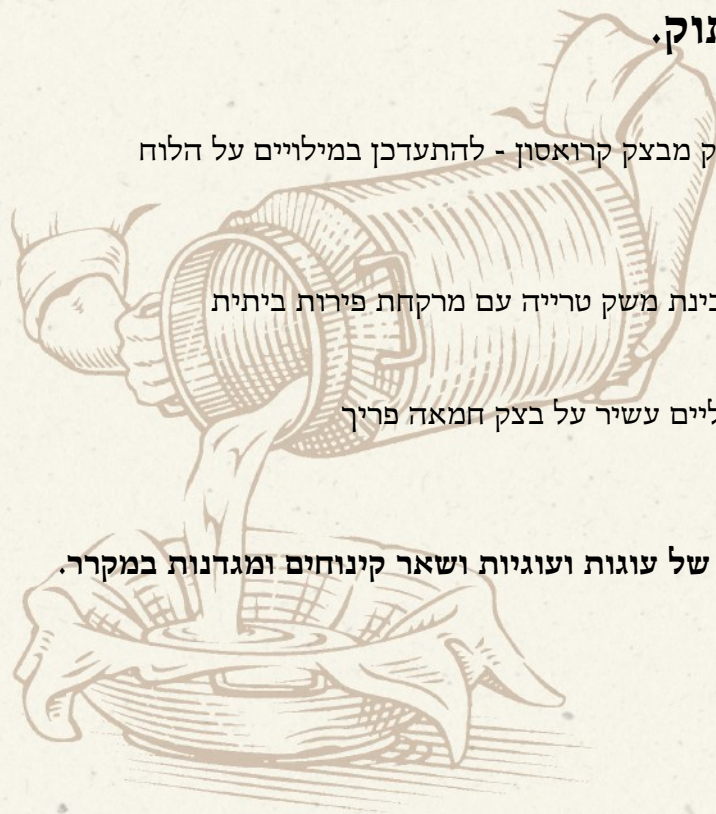 מבצק קרואסון - להתעדכן במילויים על הלוח
משק טרייה עם מרקחת פירות ביתית
עשיר על בצק חמאה פריך
של עוגות ועוגיות ושאר קינוחים ומגדנות במקרר.